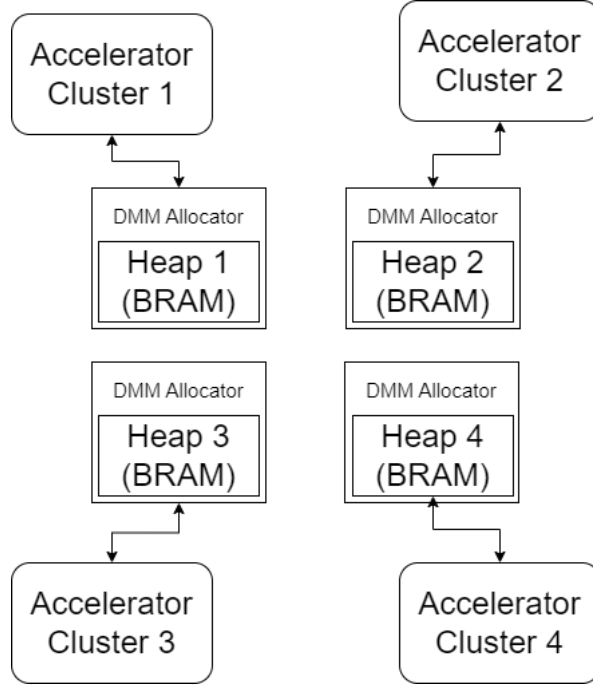 Accelerator
Cluster 1
Accelerator
Cluster 2
DMM Allocator
Heap 1
(BRAM)
DMM Allocator
Heap 2
(BRAM)
DMM Allocator
Heap 3
(BRAM)
DMM Allocator
Heap 4
(BRAM)
Accelerator
Cluster 3
Accelerator
Cluster 4